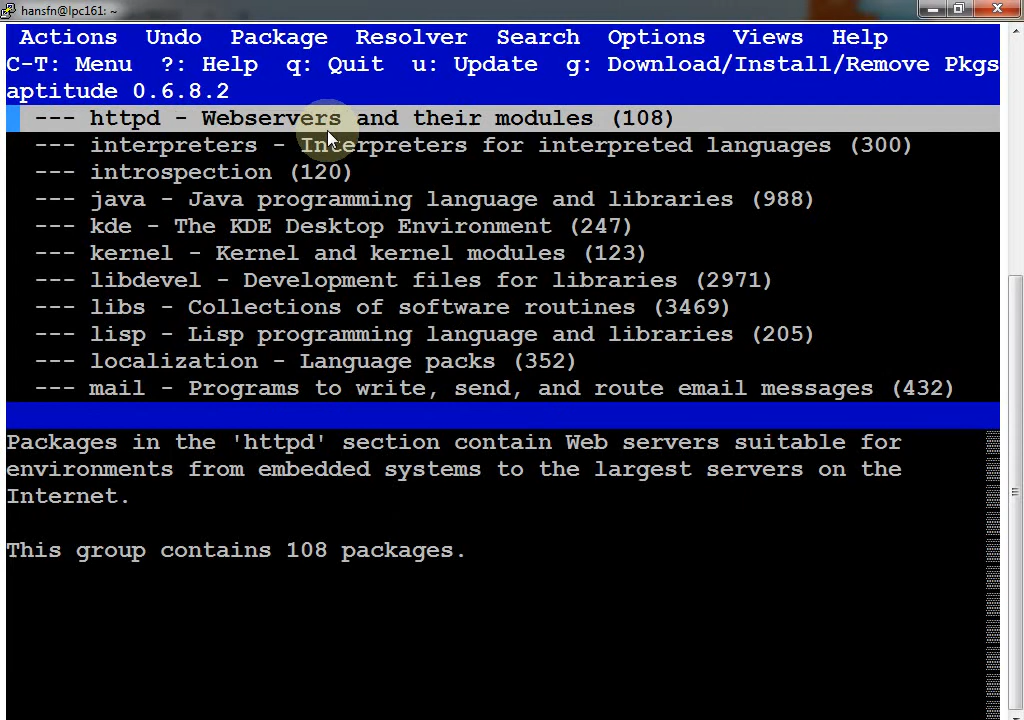 hansfn@lpc161: ~
Actions Undo Package Resolver Search Options Views Help
C-T: Menu ?: Help q: Quit u: Update g: Download/Install/Remove Pkgs
aptitude 0.6.8.2
--- httpd - Webservers and their modules (108)
--- interpreters - Interpreters for interpreted languages (300)
--- introspection (120)
--- java - Java programming language and libraries (988)
--- kde - The KDE Desktop Environment (247)
--- kernel - Kernel and kernel modules (123)
--- libdevel - Development files for libraries (2971)
--- libs - Collections of software routines (3469)
--- lisp - Lisp programming language and libraries (205)
--- localization - Language packs (352)
--- mail - Programs to write, send, and route email messages (432)
Packages in the 'httpd' section contain Web servers suitable for
environments from embedded systems to the largest servers on the
Internet.
This group contains 108 packages.